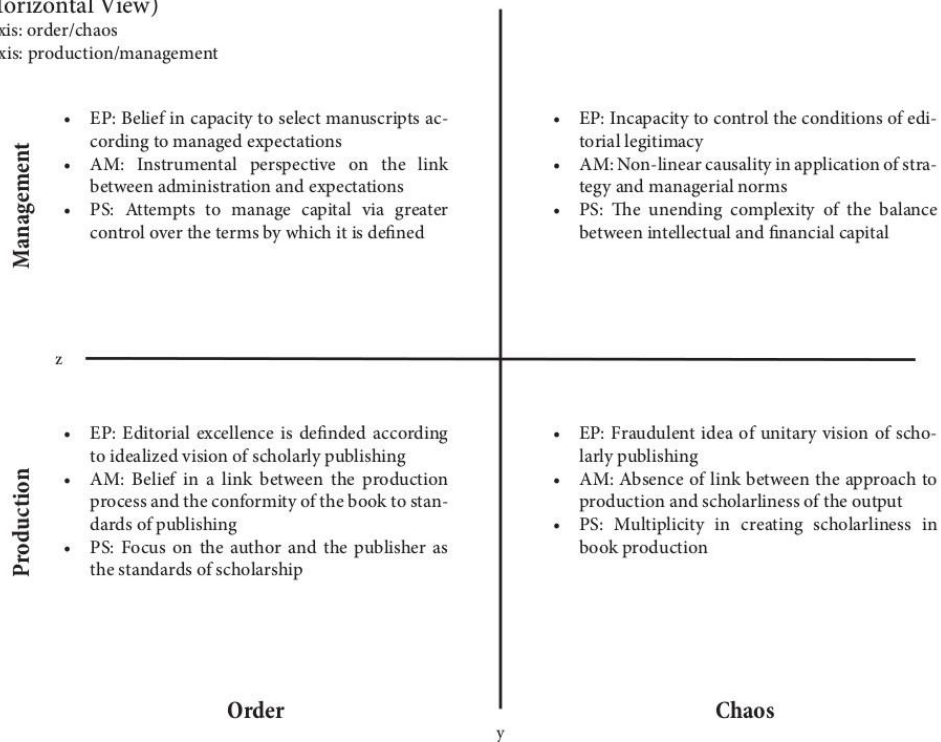 Horizontal View)
xis: order/chaos
xis: production/management
Management
• EP: Belief in capacity to select manuscripts ac-
cording to managed expectations
• AM: Instrumental perspective on the link
between administration and expectations
• PS: Attempts to manage capital via greater
control over the terms by which it is defined
• EP: Incapacity to control the conditions of edi-
torial legitimacy
• AM: Non-linear causality in application of stra-
tegy and managerial norms
• PS: The unending complexity of the balance
between intellectual and financial capital
z
Production
• EP: Editorial excellence is definded according
to idealized vision of scholarly publishing
• AM: Belief in a link between the production
process and the conformity of the book to stan-
dards of publishing
• PS: Focus on the author and the publisher as
the standards of scholarship
• EP: Fraudulent idea of unitary vision of scho-
larly publishing
• AM: Absence of link between the approach to
production and scholarliness of the output
• PS: Multiplicity in creating scholarliness in
book production
Order
Chaos
y